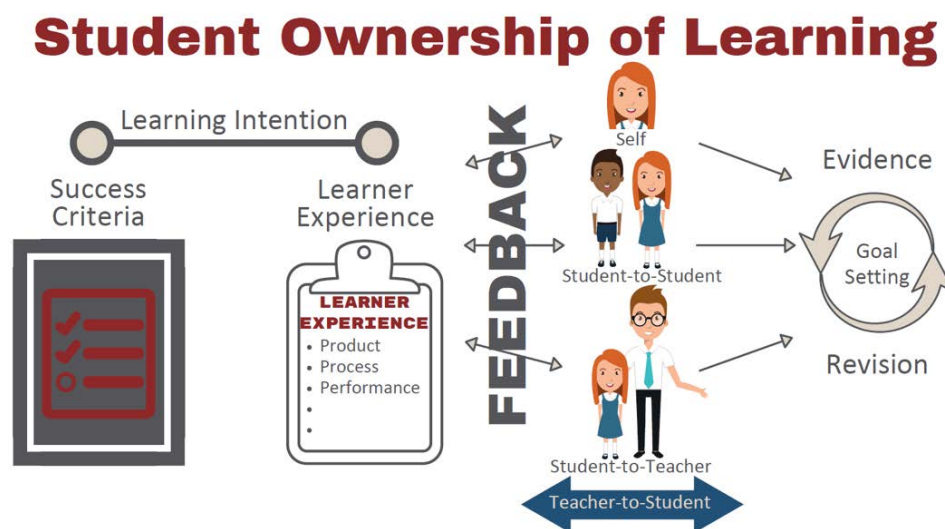 Student Ownership of Learning
Learning Intention
Success
Criteria
Learner
Experience
LEARNER
EXPERIENCE
• Product
• Process
• Performance
•
•
FEEDBACK
Self
Student-to-Student
Student-to-Teacher
Teacher-to-Student
Evidence
Goal
Setting
Revision